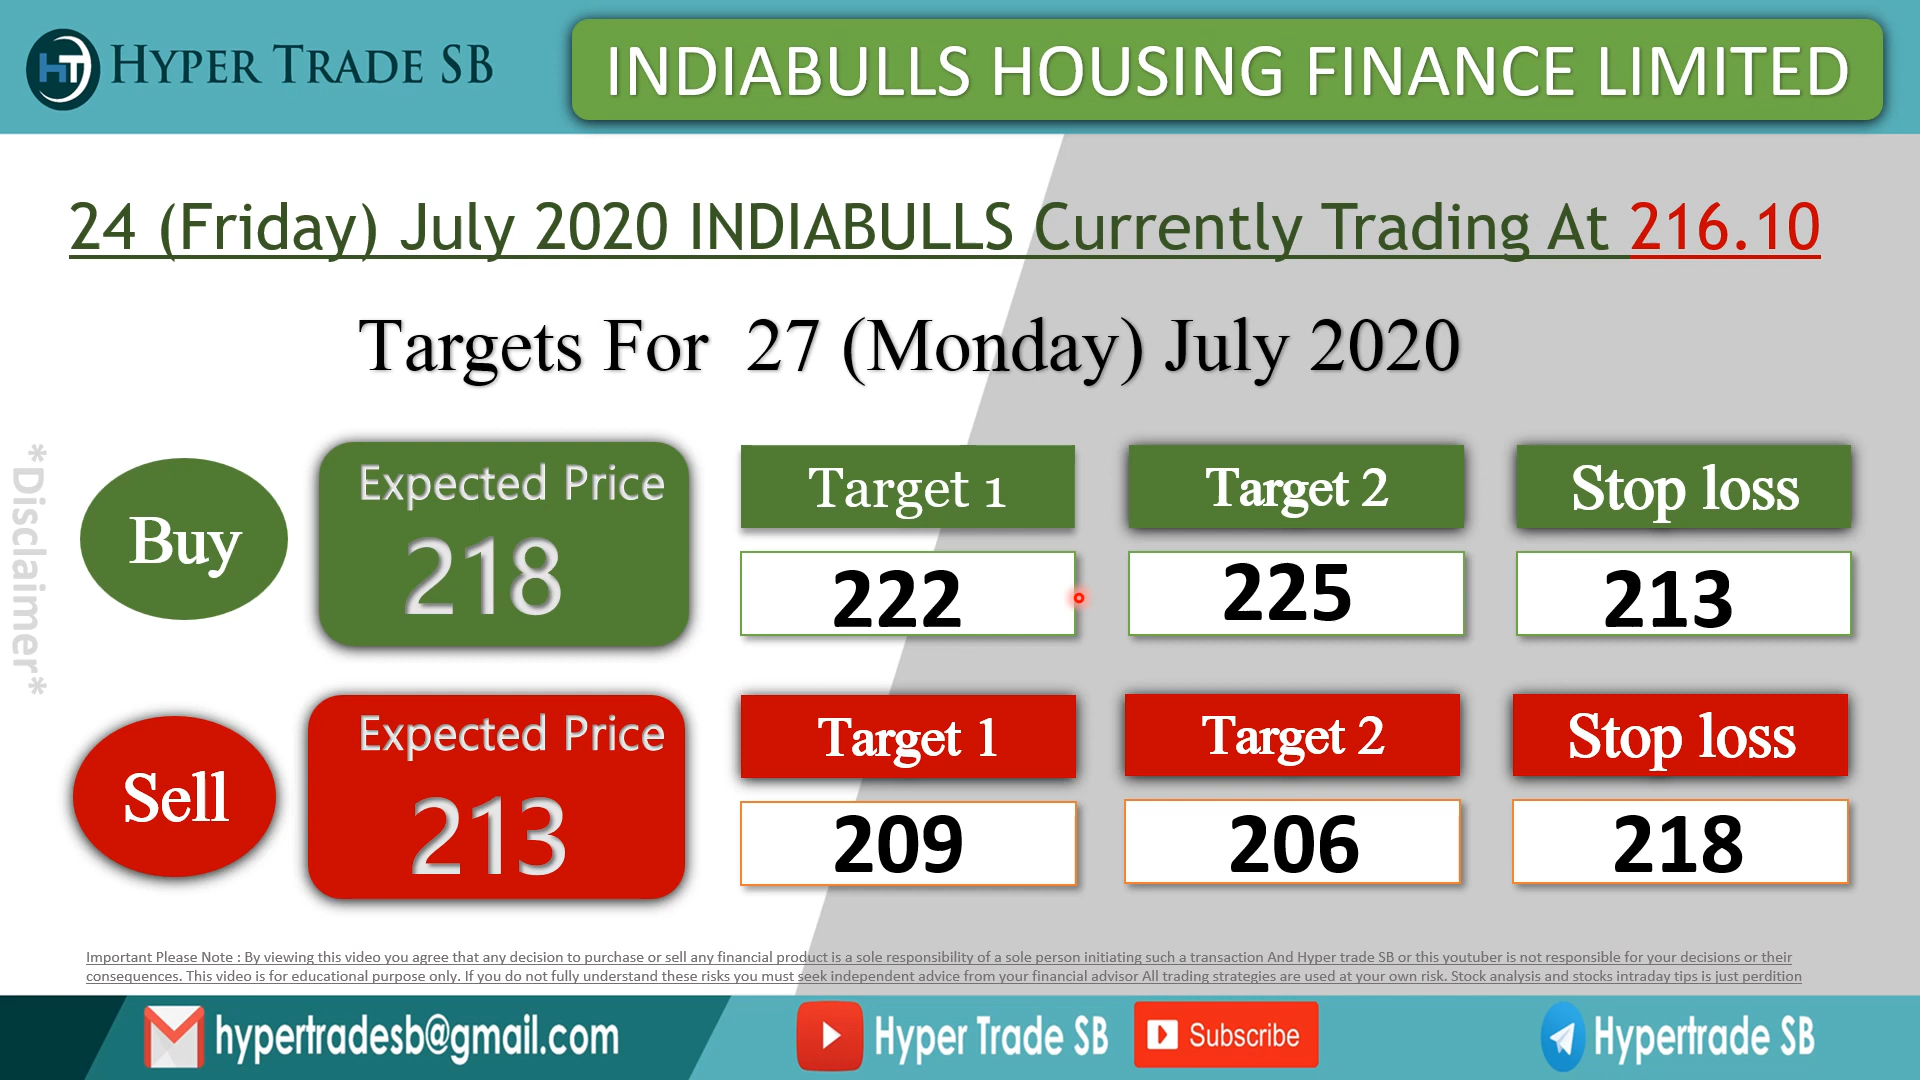 HT HYPER TRADE SB
INDIABULLS HOUSING FINANCE LIMITED
24 (Friday) July 2020 INDIABULLS Currently Trading At 216.10
Targets For 27 (Monday) July 2020
*Disclaimer*
Buy
Expected Price
218
Target 1
222
Target 2
225
Stop loss
213
Sell
Expected Price
213
Target 1
209
Target 2
206
Stop loss
218
Important Please Note : By viewing this video you agree that any decision to purchase or sell any financial product is a sole responsibility of a sole person initiating such a transaction And Hyper trade SB or this youtuber is not responsible for your decisions or their
consequences. This video is for educational purpose only. If you do not fully understand these risks you must seek independent advice from your financial advisor All trading strategies are used at your own risk. Stock analysis and stocks intraday tips is just perdition
hypertradesb@gmail.com
Hyper Trade SB
Subscribe
Hypertrade SB